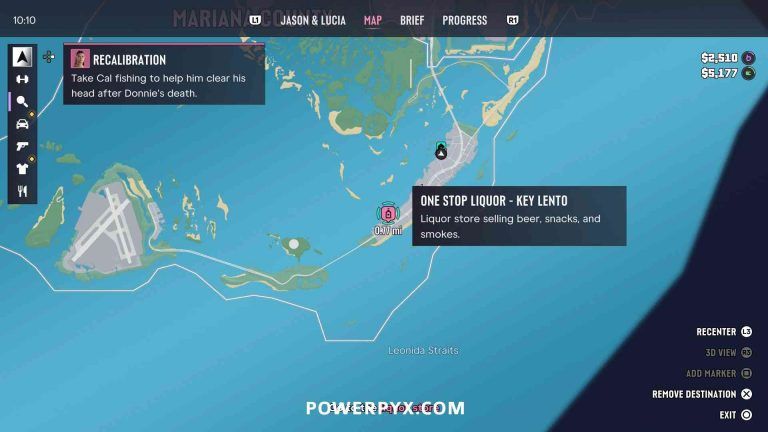 10:10
MARIANA COUNTY
L1 JASON & LUCIA MAP BRIEF PROGRESS R1
RECALIBRATION
Take Cal fishing to help him clear his
head after Donnie's death.
$2,510
$5,177
ONE STOP LIQUOR - KEY LENTO
Liquor store selling beer, snacks, and
smokes.
0.17 mi
Leonida Straits
RECENTER L3
3D VIEW R3
ADD MARKER
REMOVE DESTINATION
EXIT
POWERPYX.COM